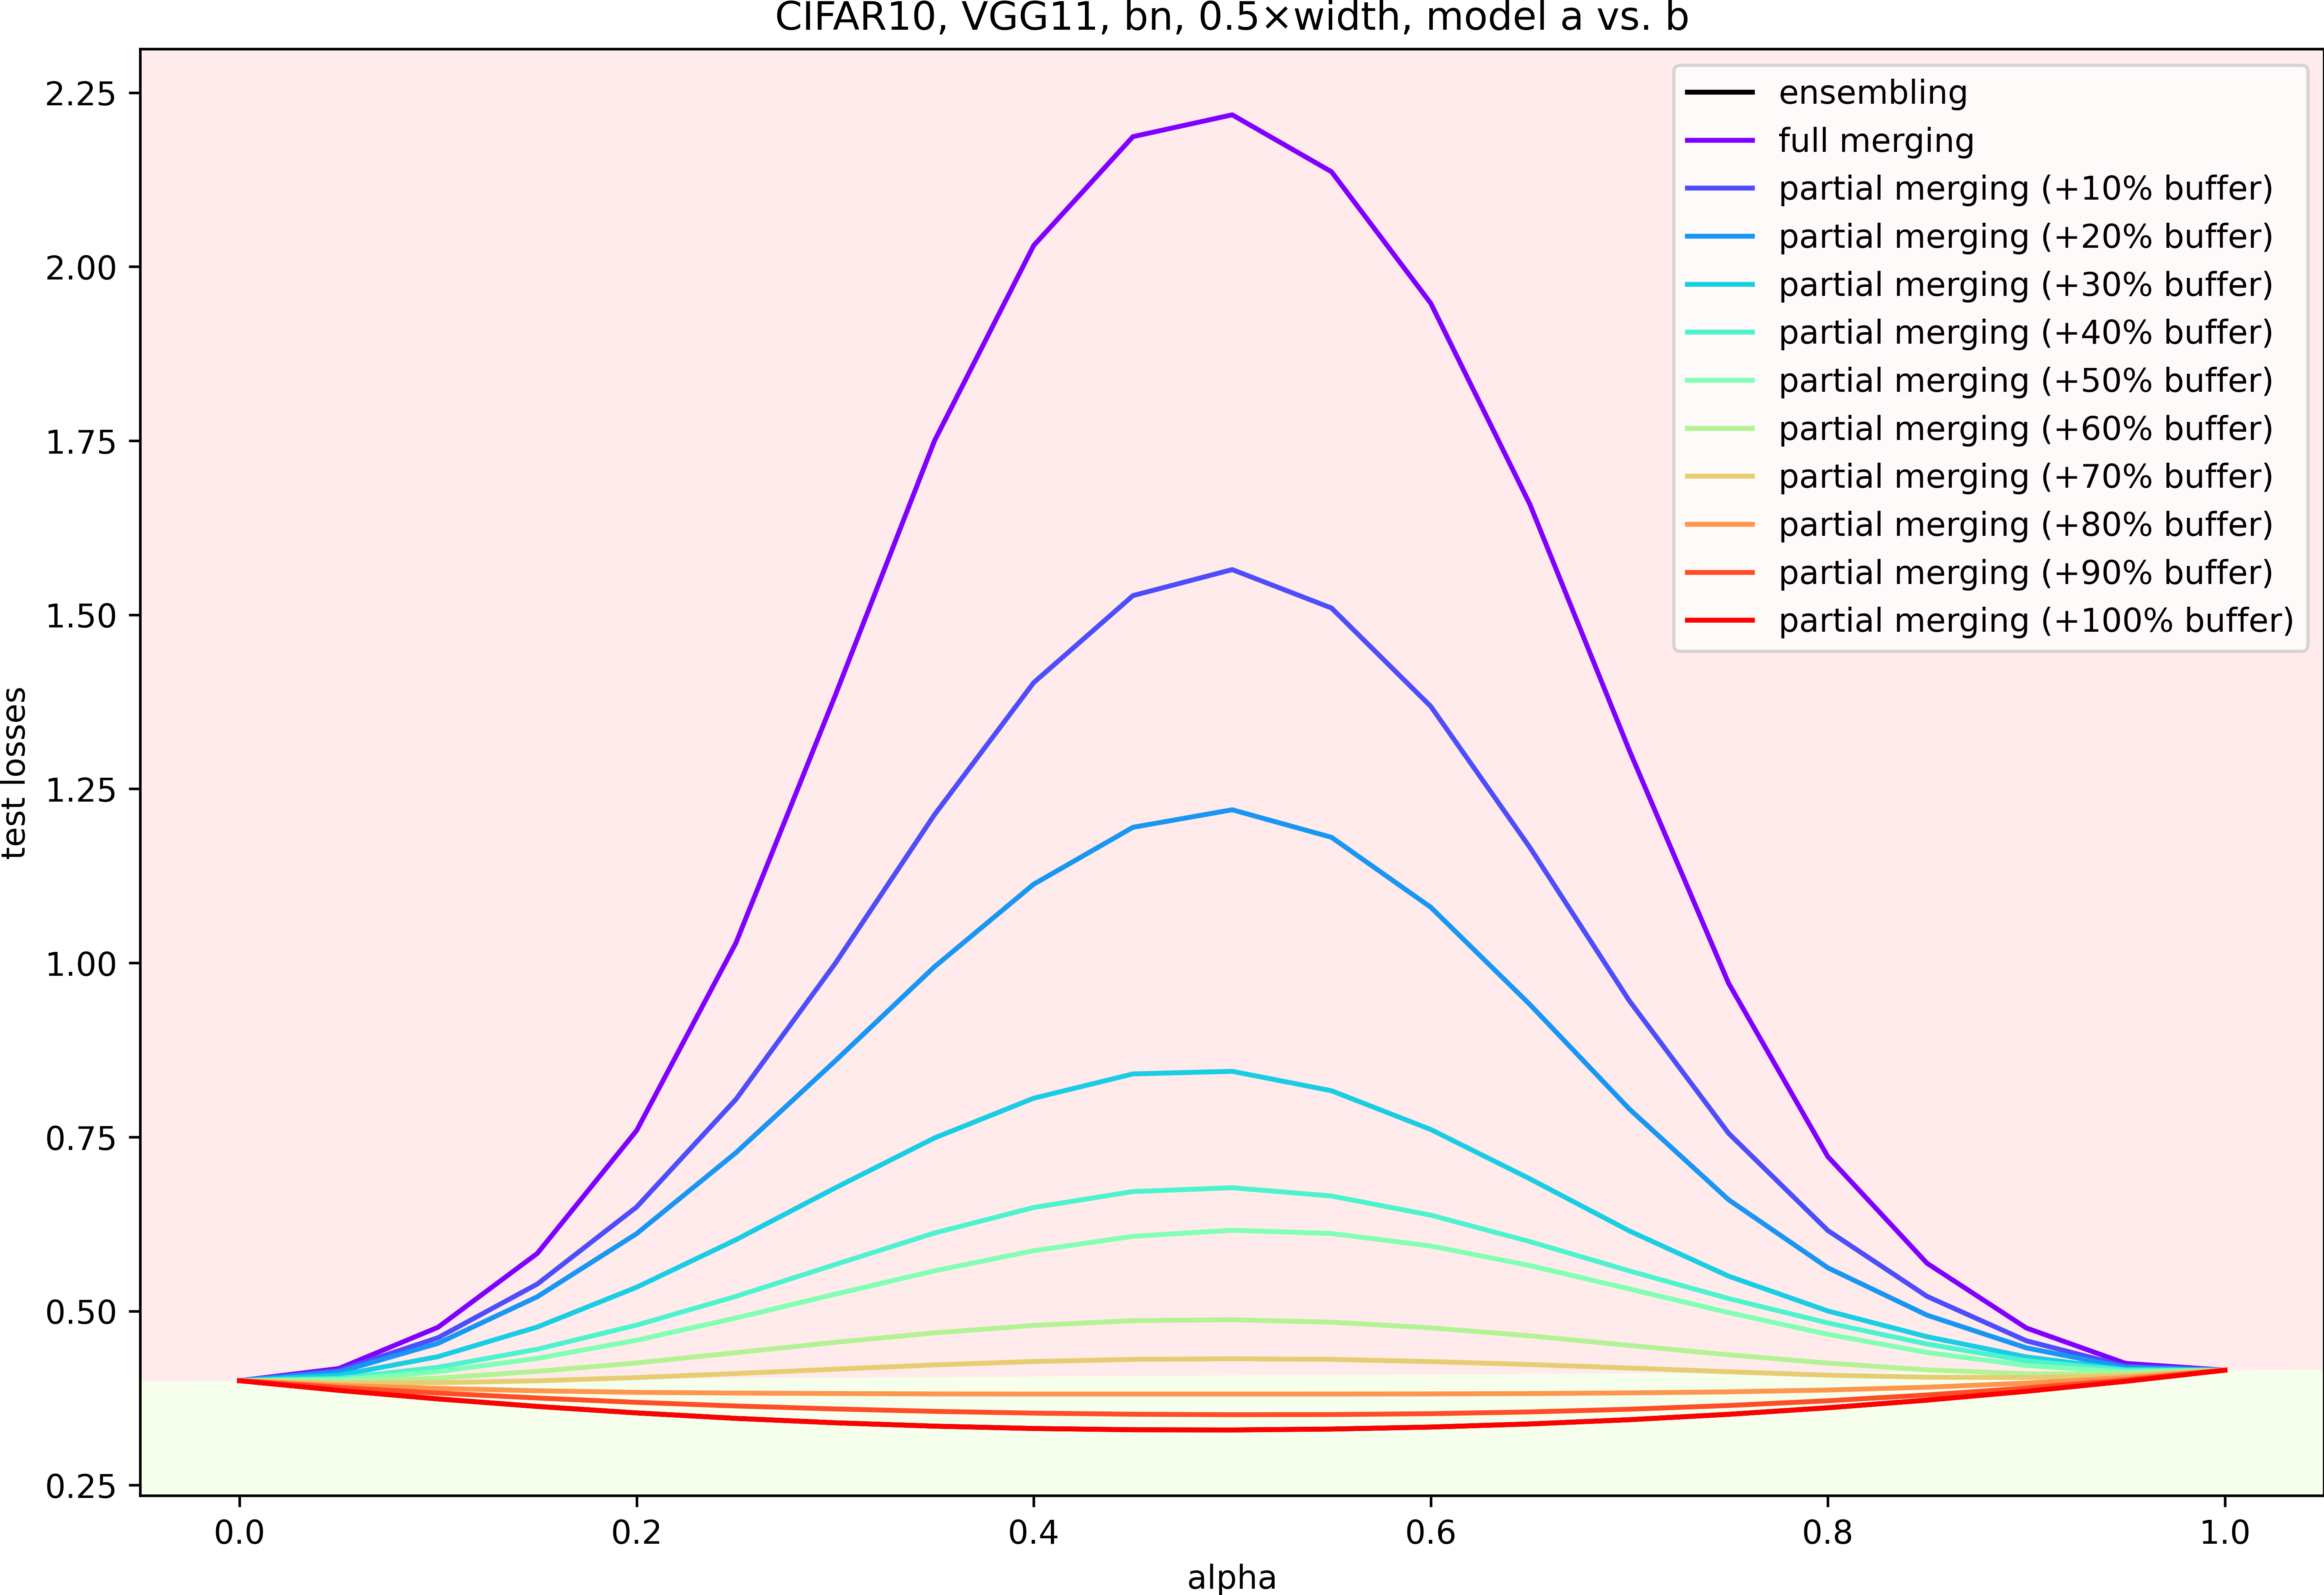 CIFAR10, VGG11, bn, 0.5×width, model a vs. b
2.25
2.00
1.75
1.50
1.25
1.00
0.75
0.50
0.25
test losses
ensembling
full merging
partial merging (+10% buffer)
partial merging (+20% buffer)
partial merging (+30% buffer)
partial merging (+40% buffer)
partial merging (+50% buffer)
partial merging (+60% buffer)
partial merging (+70% buffer)
partial merging (+80% buffer)
partial merging (+90% buffer)
partial merging (+100% buffer)
0.0 0.2 0.4 0.6 0.8 1.0
alpha